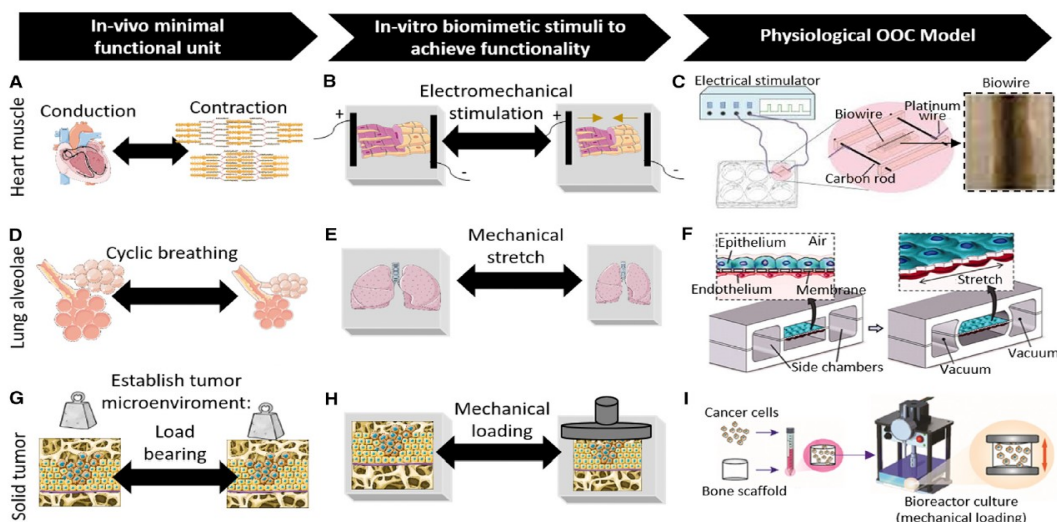 In-vivo minimal
functional unit
In-vitro biomimetic stimuli to
achieve functionality
Physiological OOC Model
Heart muscle
A
Conduction
Contraction
B
Electromechanical
stimulation
+
-
+
-
C
Electrical stimulator
Biowire
Platinum
wire
Carbon rod
Biowire
Lung alveolae
D
Cyclic breathing
E
Mechanical
stretch
F
Epithelium
Air
Endothelium
Membrane
Side chambers
Stretch
Vacuum
Vacuum
Solid tumor
G
Establish tumor
microenviroment:
Load
bearing
H
Mechanical
loading
I
Cancer cells
Bone scaffold
Bioreactor culture
(mechanical loading)